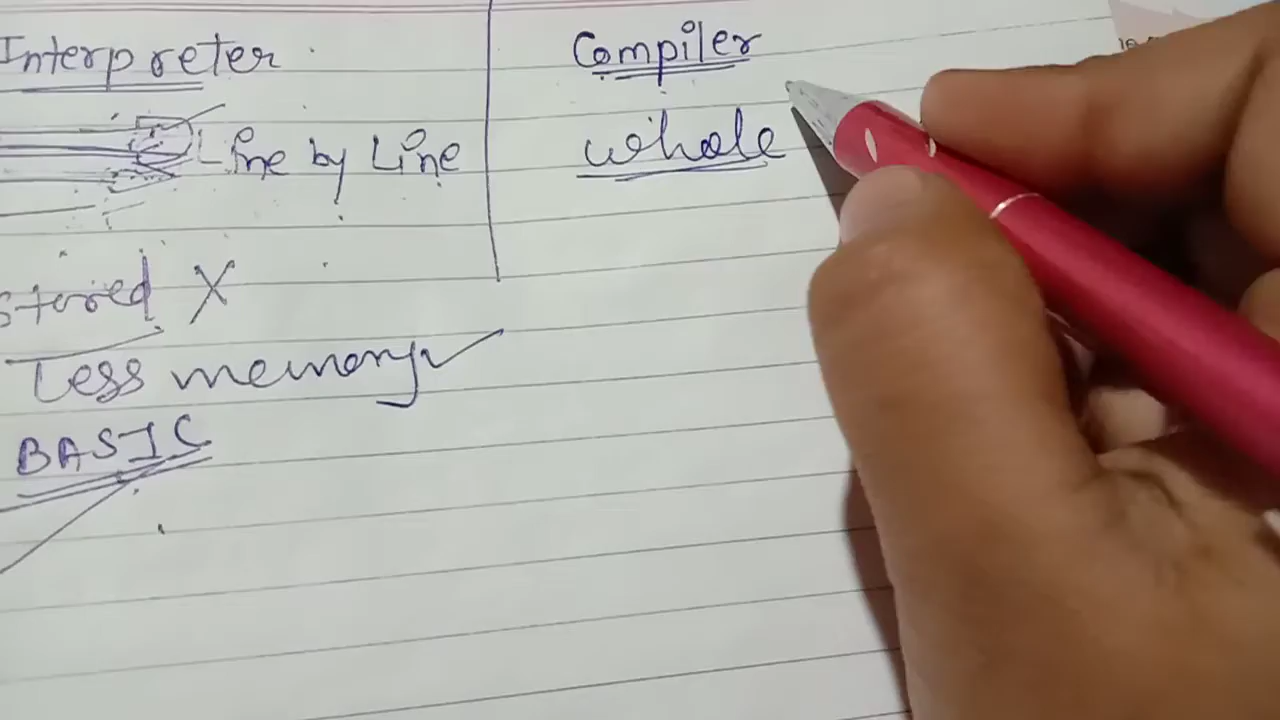 Interpreter
Compiler
Line by Line
whole
stored X
Less memory
BASIC